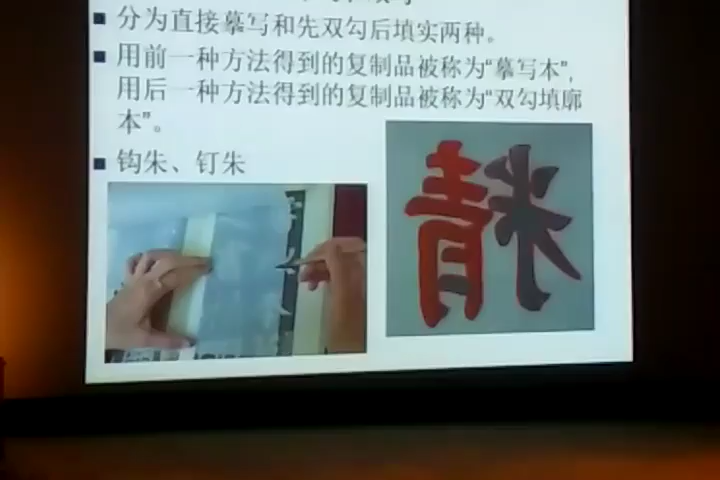 分为直接摹写和先双勾后填实两种。
用前一种方法得到的复制品被称为“摹写本”，
用后一种方法得到的复制品被称为“双勾填廓
本”。
钩朱、钉朱
精